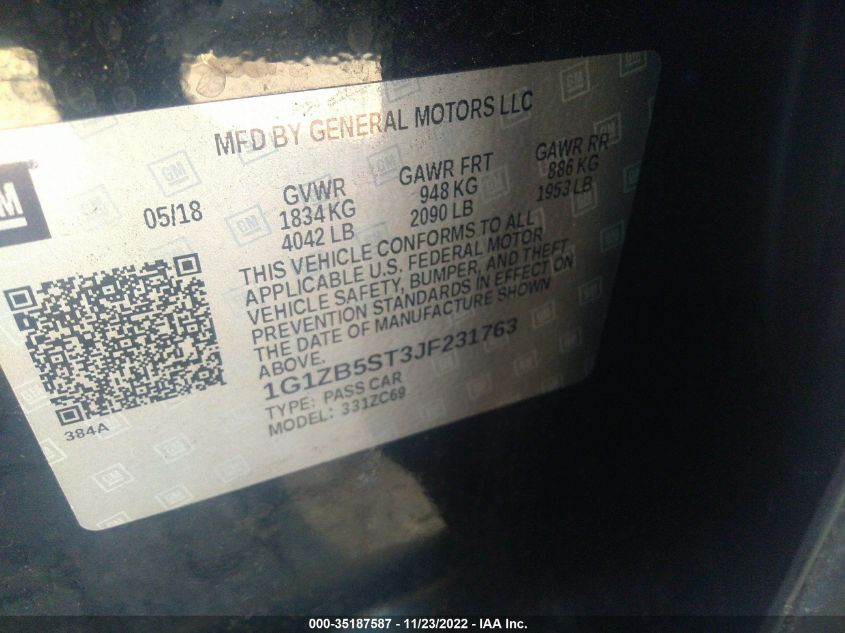 MFD BY GENERAL MOTORS LLC
GM
®
05/18
GVWR
1834 KG
4042 LB
GAWR FRT
948 KG
2090 LB
GAWR RR
886 KG
1953 LB
THIS VEHICLE CONFORMS TO ALL
APPLICABLE U.S. FEDERAL MOTOR
VEHICLE SAFETY, BUMPER, AND THEFT
PREVENTION STANDARDS IN EFFECT ON
THE DATE OF MANUFACTURE SHOWN
ABOVE.
1G1ZB5ST3JF231763
TYPE: PASS CAR
MODEL: 331ZC69
384A
000-35187587 - 11/23/2022 - IAA Inc.